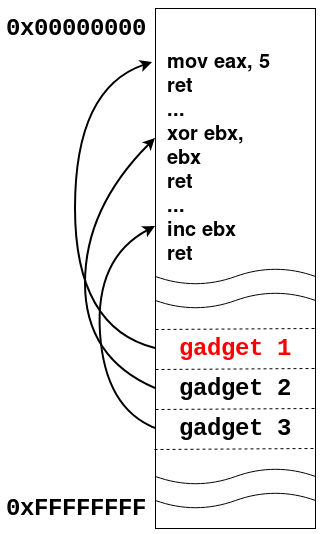 0x00000000
mov eax, 5
ret
...
xor ebx,
ebx
ret
...
inc ebx
ret
gadget 1
gadget 2
gadget 3
0xFFFFFFFF